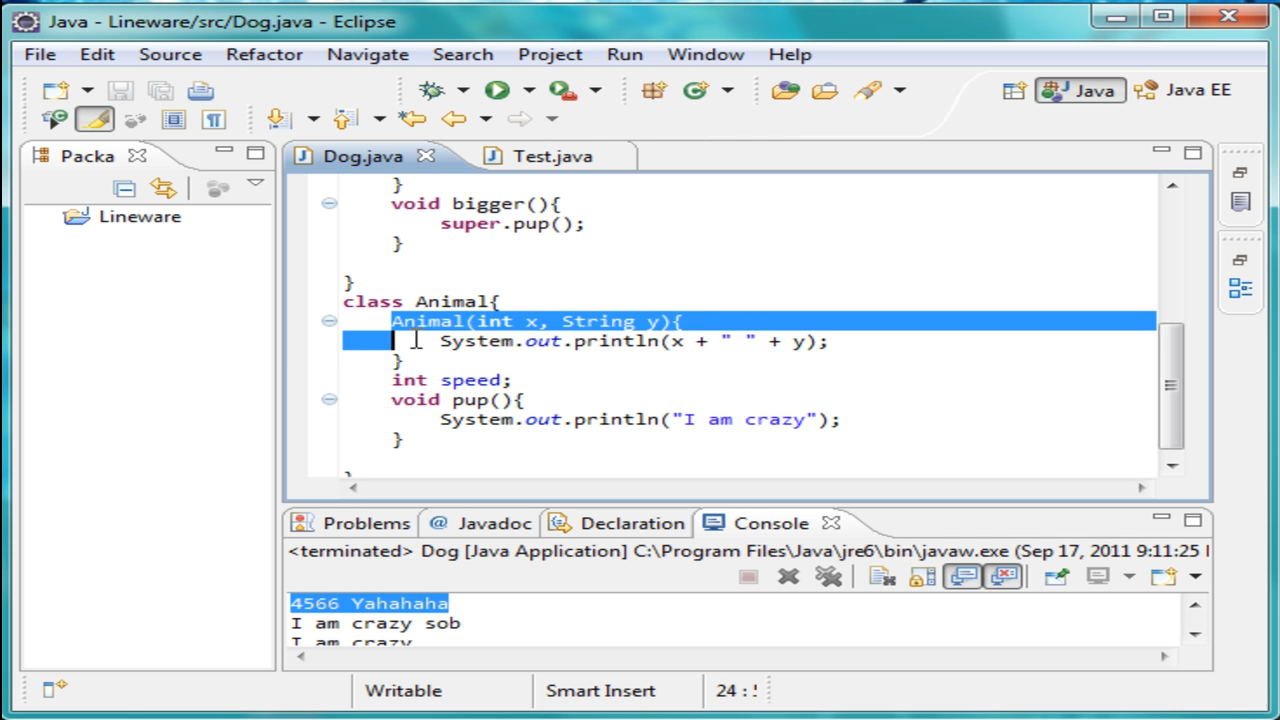 Java - Lineware/src/Dog.java - Eclipse
File Edit Source Refactor Navigate Search Project Run Window Help
Java Java EE
Packa
Dog.java Test.java
Lineware
}
void bigger(){
super.pup();
}
}
class Animal{
Animal(int x, String y){
System.out.println(x + " " + y);
}
int speed;
void pup(){
System.out.println("I am crazy");
}
Problems @ Javadoc Declaration Console
<terminated> Dog [Java Application] C:\Program Files\Java\jre6\bin\javaw.exe (Sep 17, 2011 9:11:25
4566 Yahahaha
I am crazy sob
I am crazy
Writable Smart Insert 24 :